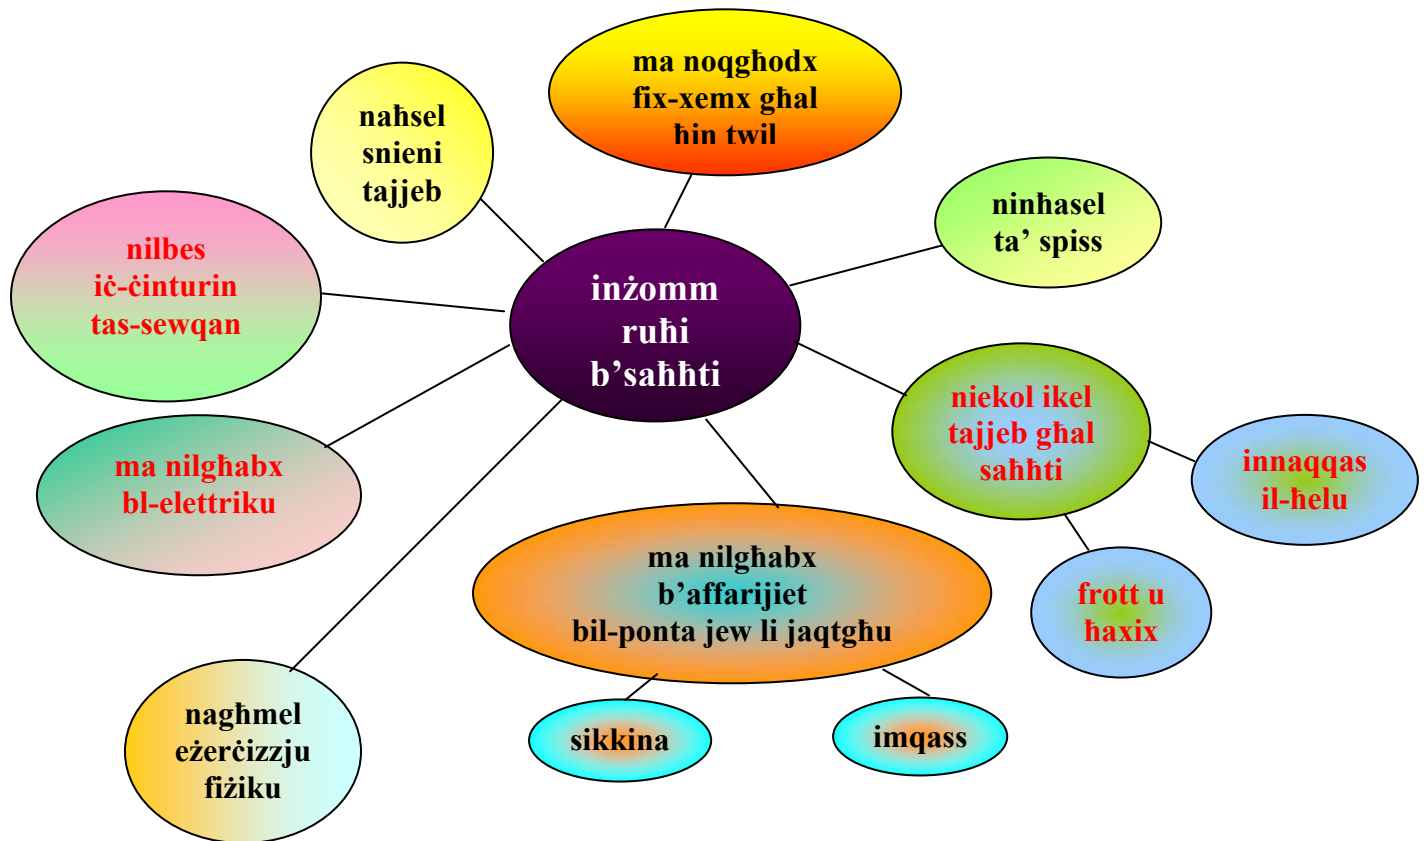 ma noqgħodx
fix-xemx għal
ħin twil
naħsel
snieni
tajjeb
ninħasel
ta’ spiss
nilbes
iċ-ċinturin
tas-sewqan
inżomm
ruħi
b’saħħti
niekol ikel
tajjeb għal
saħħti
innaqqas
il-ħelu
ma nilgħabx
bl-elettriku
ma nilgħabx
b’affarijiet
bil-ponta jew li jaqtgħu
frott u
ħaxix
nagħmel
eżerċizzju
fiżiku
sikkina
imqass